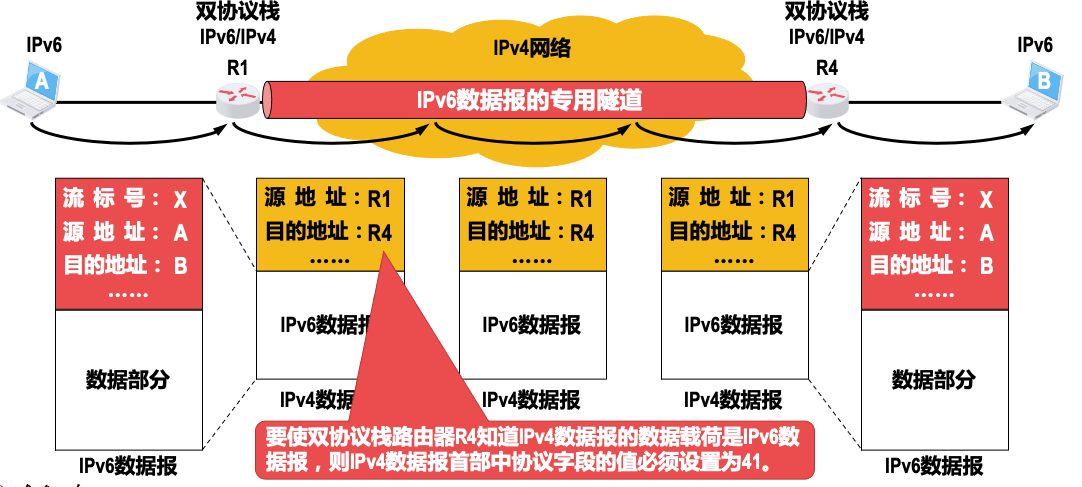 双协议栈
IPv6/IPv4
R1
双协议栈
IPv6/IPv4
R4
IPv6
A
IPv4网络
IPv6
B
IPv6数据报的专用隧道
流标号：X
源地址：A
目的地址：B
……
数据部分
IPv6数据报
源地址：R1
目的地址：R4
……
IPv6数据报
IPv4数据
源地址：R1
目的地址：R4
……
IPv6数据报
IPv4数据报
源地址：R1
目的地址：R4
……
IPv6数据报
IPv4数据报
流标号：X
源地址：A
目的地址：B
……
数据部分
IPv6数据报
要使双协议栈路由器R4知道IPv4数据报的数据载荷是IPv6数
据报，则IPv4数据报首部中协议字段的值必须设置为41。